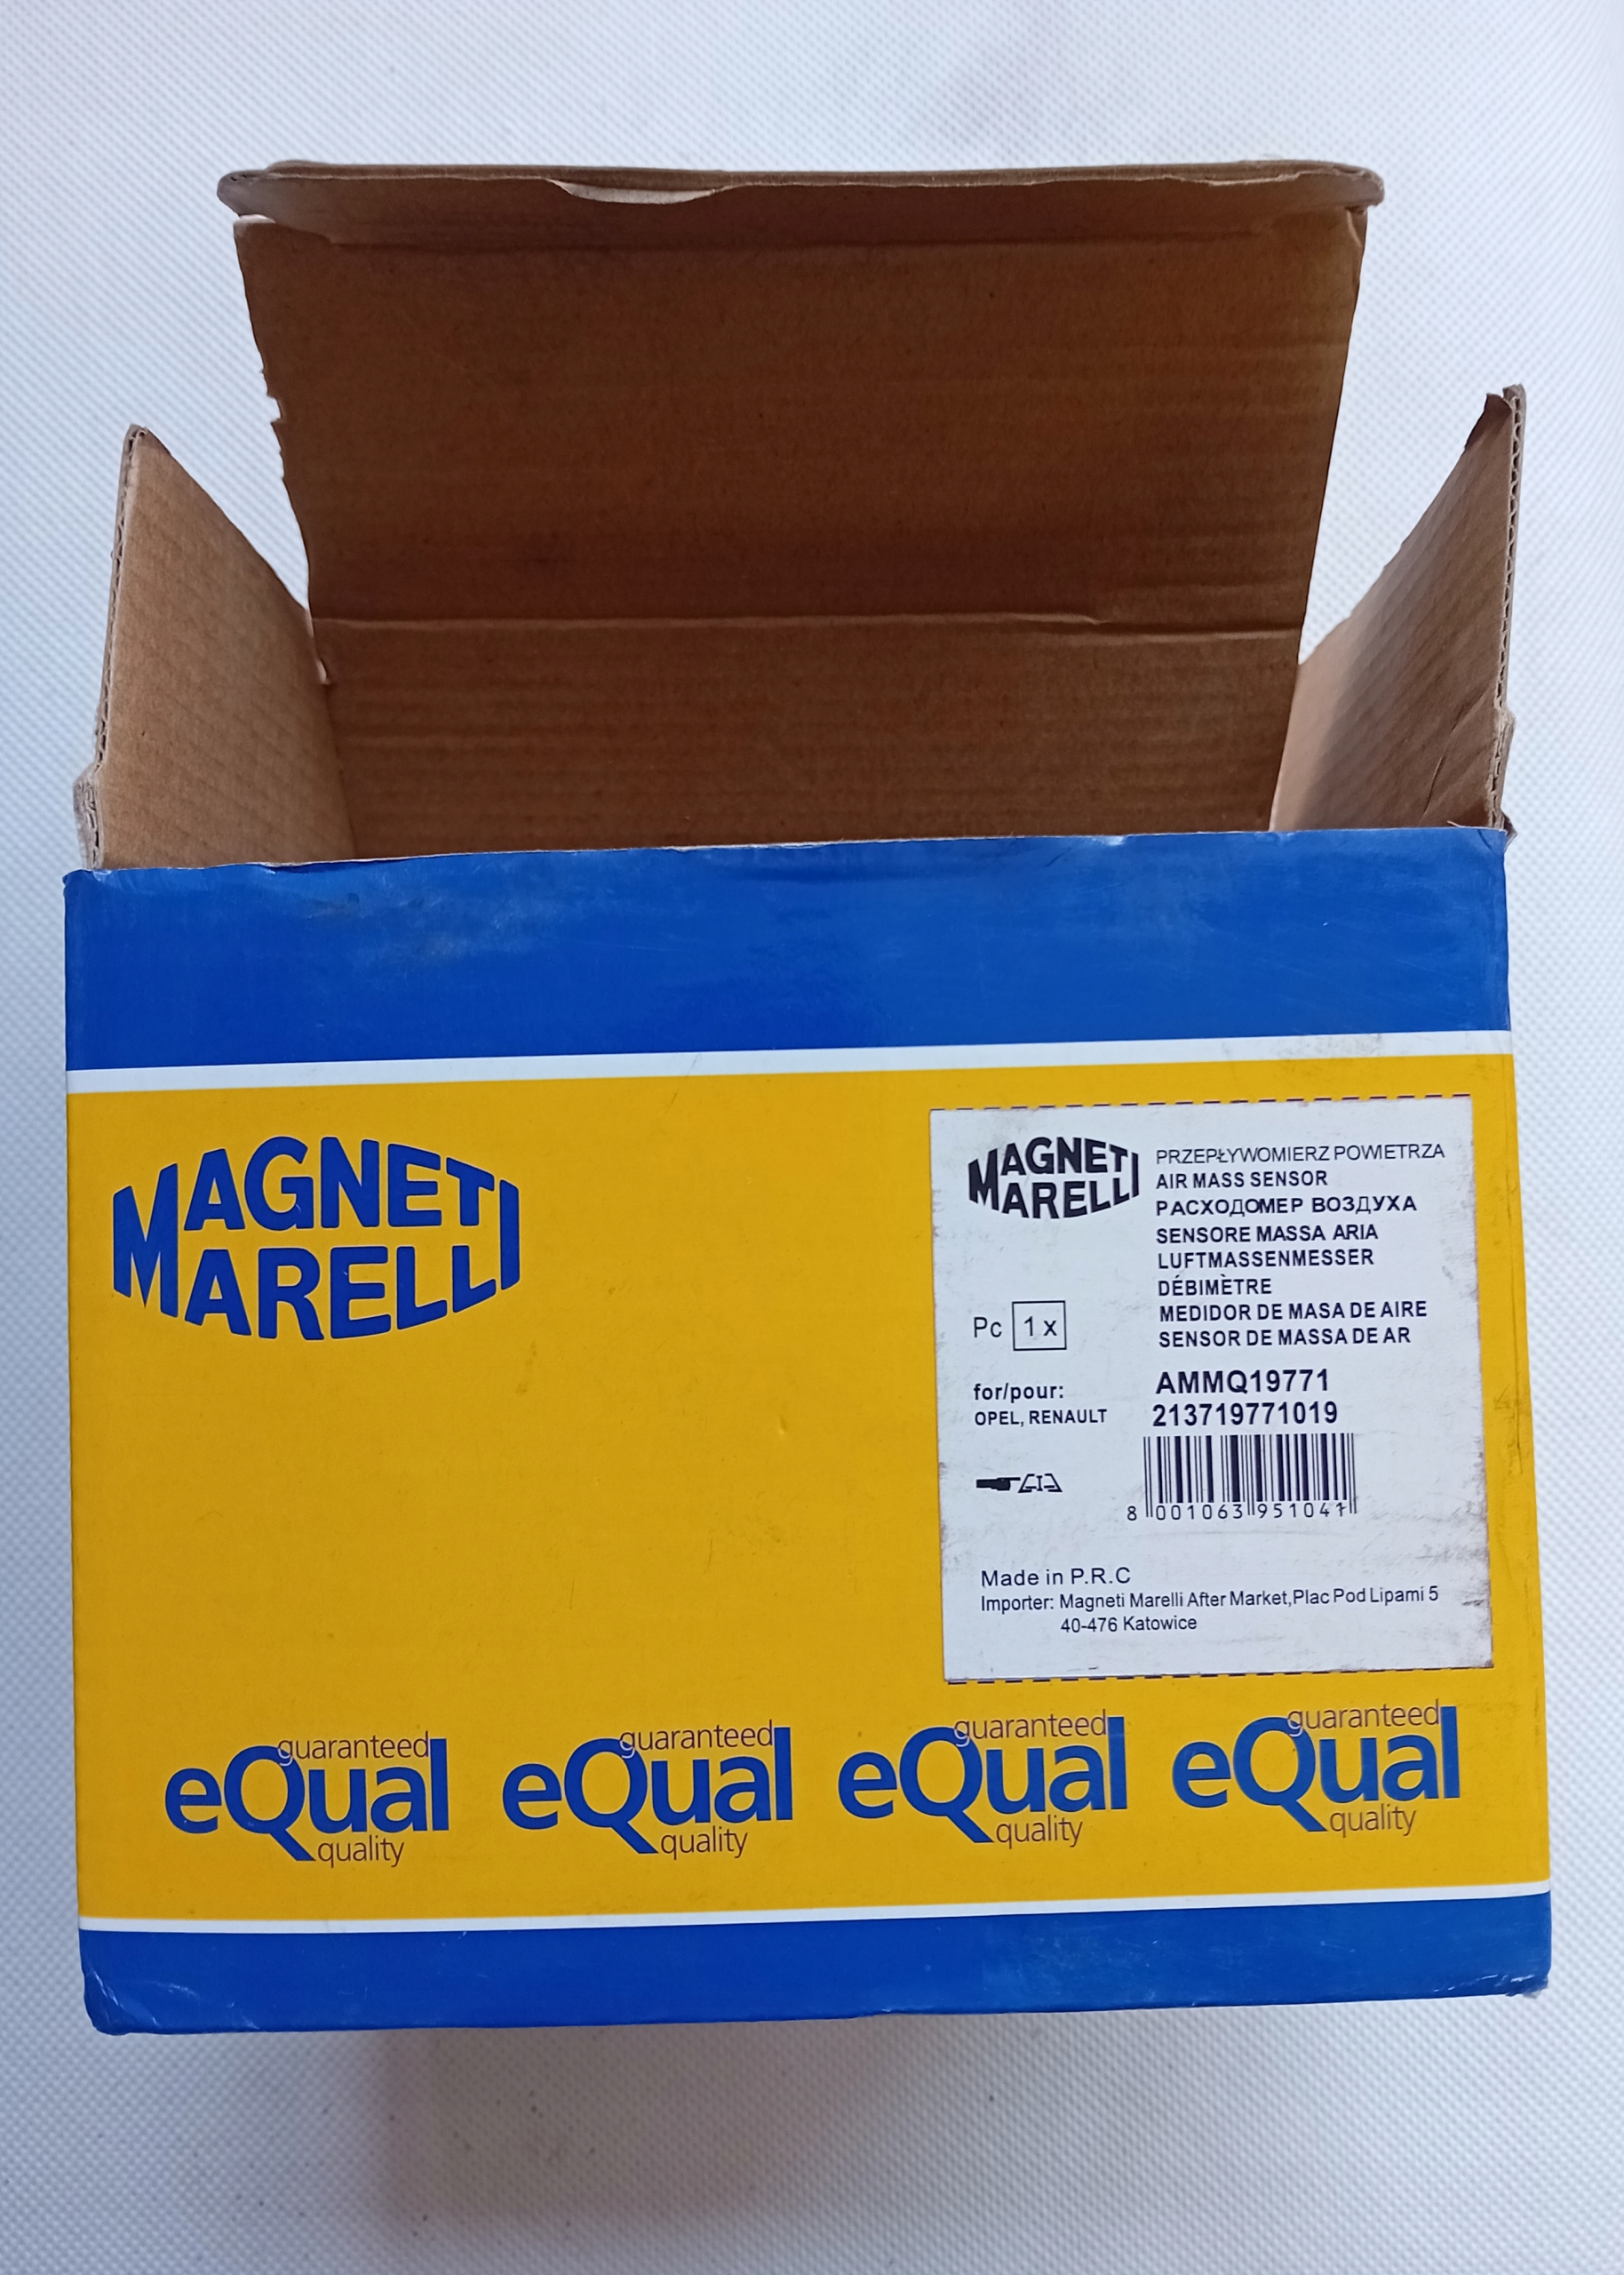 MAGNETI
MARELLI
MAGNETI
MARELLI
PRZEPŁYWOMIERZ POWIETRZA
AIR MASS SENSOR
РАСХОДОМЕР ВОЗДУХА
SENSORE MASSA ARIA
LUFTMASSENMESSER
DÉBIMÈTRE
MEDIDOR DE MASA DE AIRE
SENSOR DE MASSA DE AR
Pc 1 x
for/pour:
OPEL, RENAULT
AMMQ19771
213719771019
8 001063 951041
Made in P.R.C
Importer: Magneti Marelli After Market,Plac Pod Lipami 5
40-476 Katowice
guaranteed
eQual
quality
guaranteed
eQual
quality
guaranteed
eQual
quality
guaranteed
eQual
quality